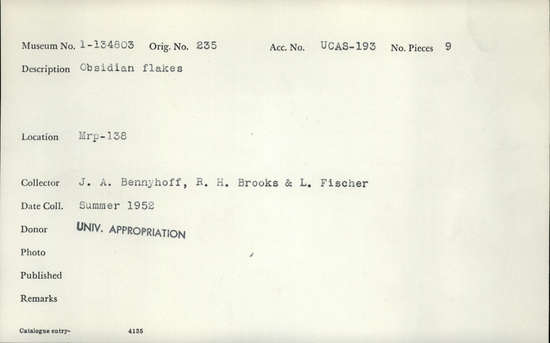 Museum No. 1-134803 Orig. No. 235 Acc. No. UCAS-193 No. Pieces 9
Description Obsidian flakes
Location Mrp-138
Collector J. A. Bennyhoff, R. H. Brooks & L. Fischer
Date Coll. Summer 1952
Donor UNIV. APPROPRIATION
Photo
Published
Remarks
Catalogue entry- 4135